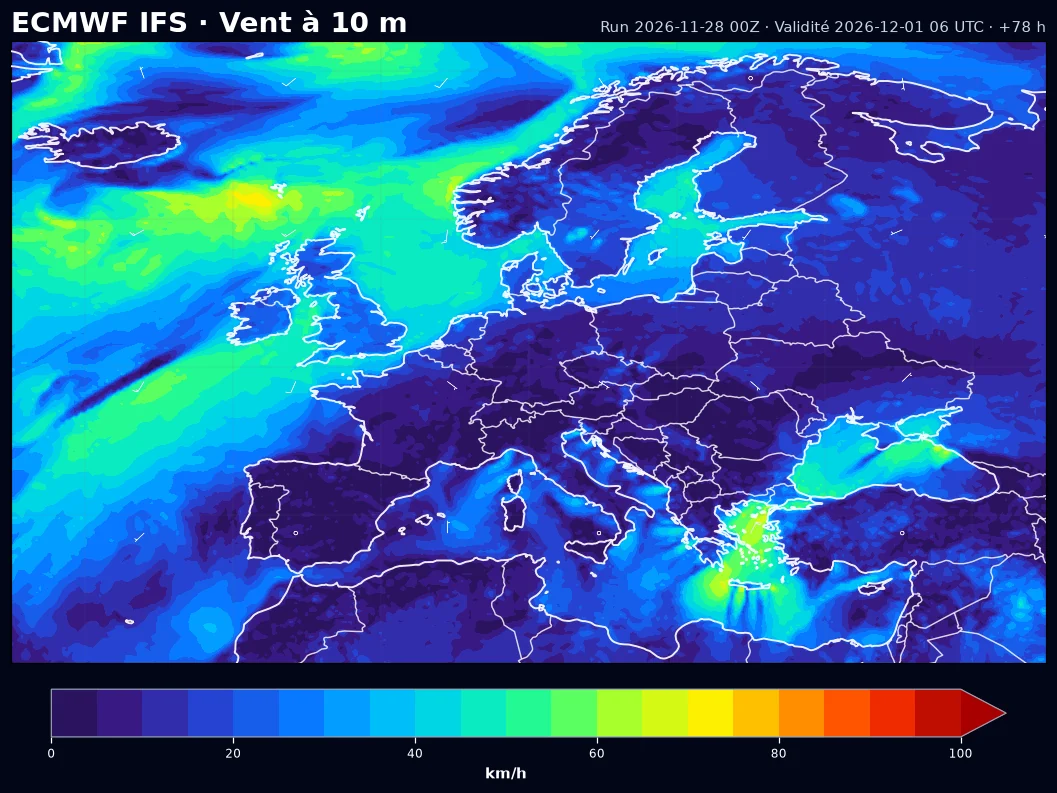 ECMWF IFS · Vent à 10 m
Run 2026-11-28 00Z · Validité 2026-12-01 06 UTC · +78 h
0 20 40 60 80 100
km/h